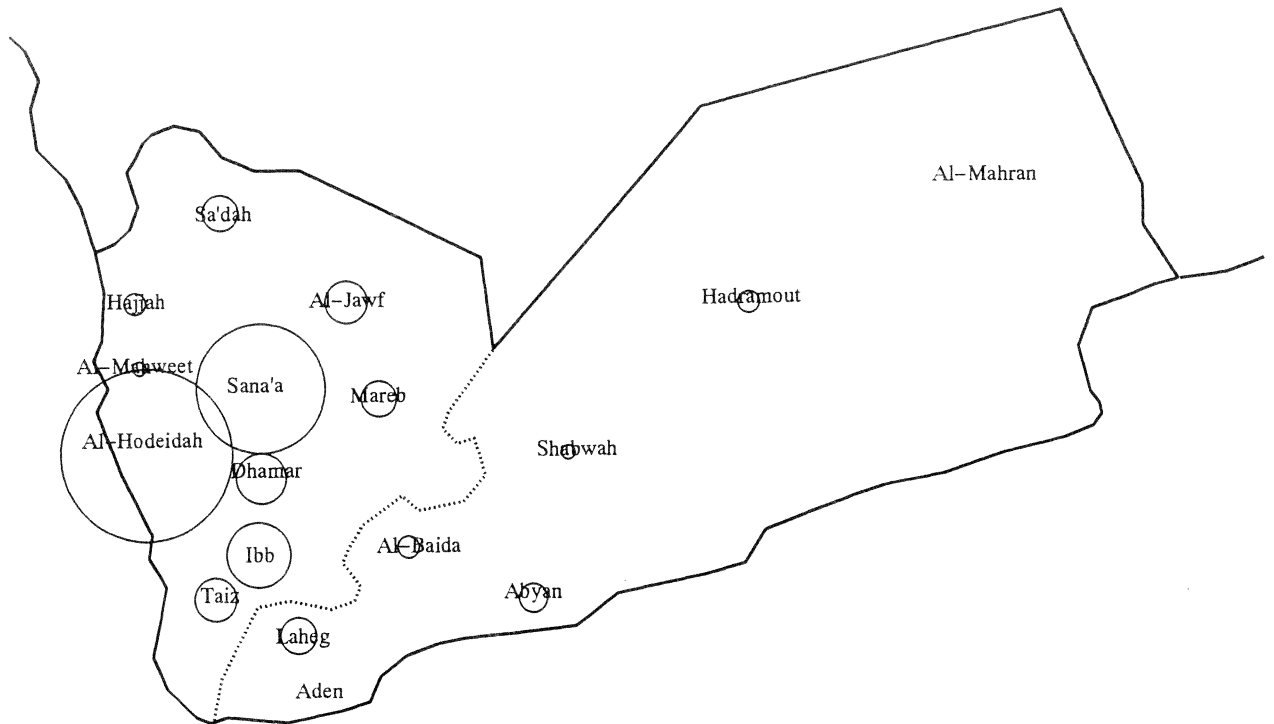 Al-Mahran
Sa'dah
Hadramout
Al-Jawf
Hajjah
Al-Mahweet
Sana'a
Mareb
Al-Hodeidah
Shabwah
Dhamar
Al-Baida
Ibb
Abyan
Taiz
Laheg
Aden